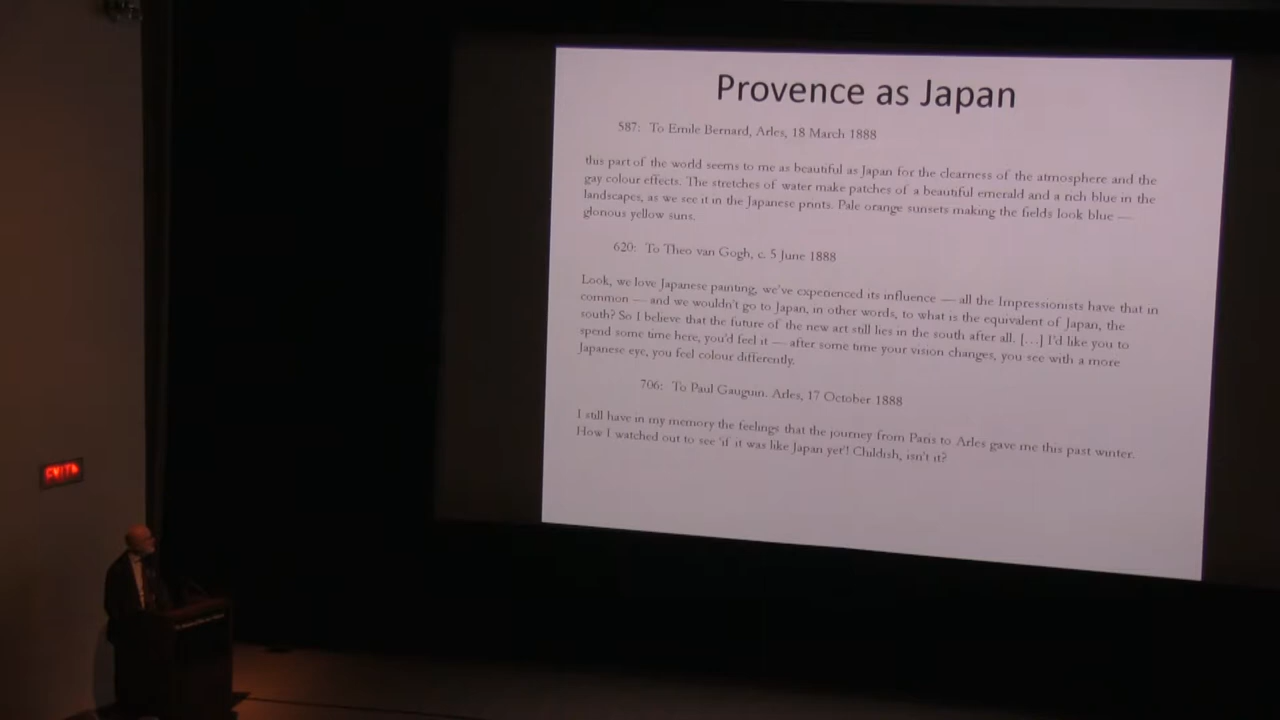 Provence as Japan
587: To Emile Bernard, Arles, 18 March 1888
this part of the world seems to me as beautiful as Japan for the clearness of the atmosphere and the
gay colour effects. The stretches of water make patches of a beautiful emerald and a rich blue in the
landscapes, as we see it in the Japanese prints. Pale orange sunsets making the fields look blue —
glorious yellow suns.
620: To Theo van Gogh, c. 5 June 1888
Look, we love Japanese painting, we've experienced its influence — all the Impressionists have that in
common — and we wouldn't go to Japan, in other words, to what is the equivalent of Japan, the
south? So I believe that the future of the new art still lies in the south after all. […] I'd like you to
spend some time here, you'd feel it — after some time your vision changes, you see with a more
Japanese eye, you feel colour differently.
706: To Paul Gauguin. Arles, 17 October 1888
I still have in my memory the feelings that the journey from Paris to Arles gave me this past winter.
How I watched out to see 'if it was like Japan yet'! Childish, isn't it?
EXIT